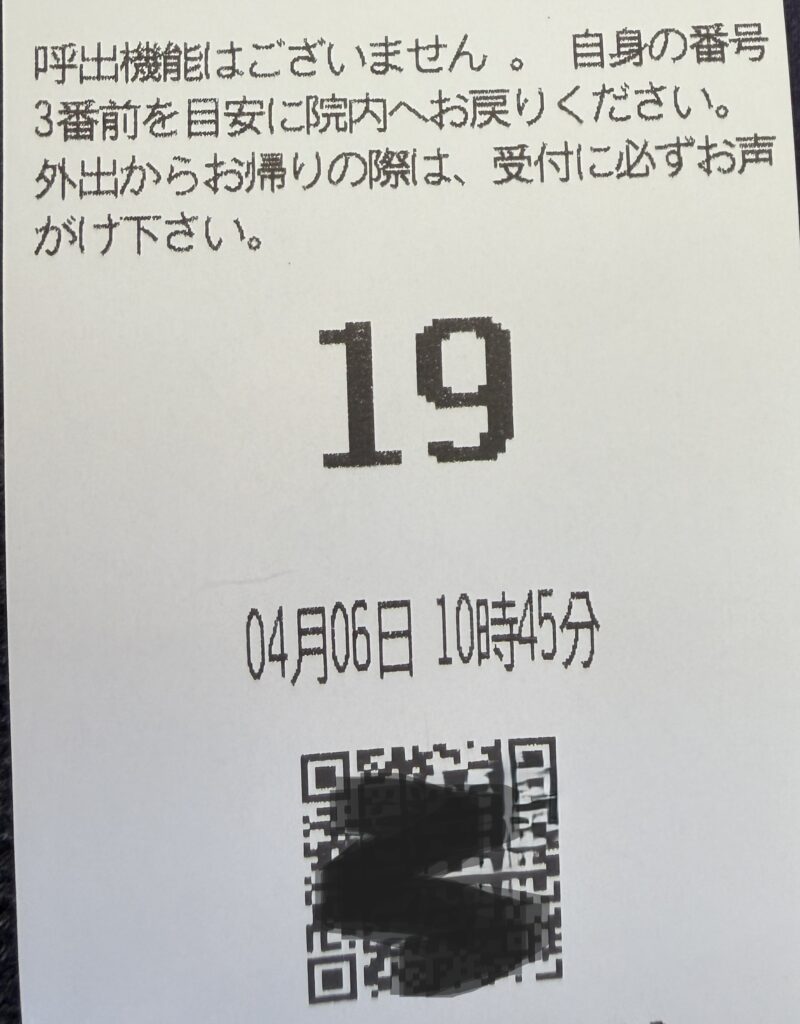 呼出機能はございません 。 自身の番号
3番前を目安に院内へお戻りください。
外出からお帰りの際は、受付に必ずお声
がけ下さい。
19
04月06日 10時45分